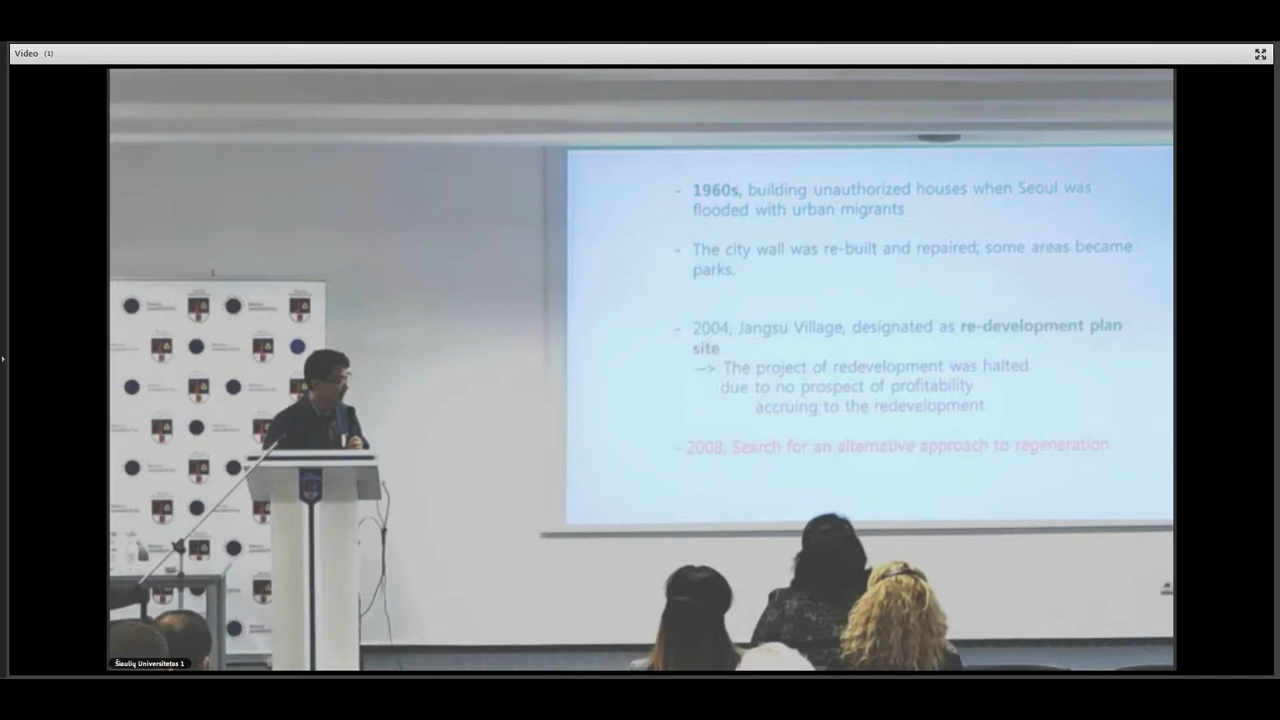 Video (1)
- 1960s, building unauthorized houses when Seoul was
flooded with urban migrants
- The city wall was re-built and repaired; some areas became
parks.
- 2004, Jangsu Village, designated as re-development plan
site
--> The project of redevelopment was halted
due to no prospect of profitability
accruing to the redevelopment
- 2008, Search for an alternative approach to regeneration
Šiaulių Universitetas 1